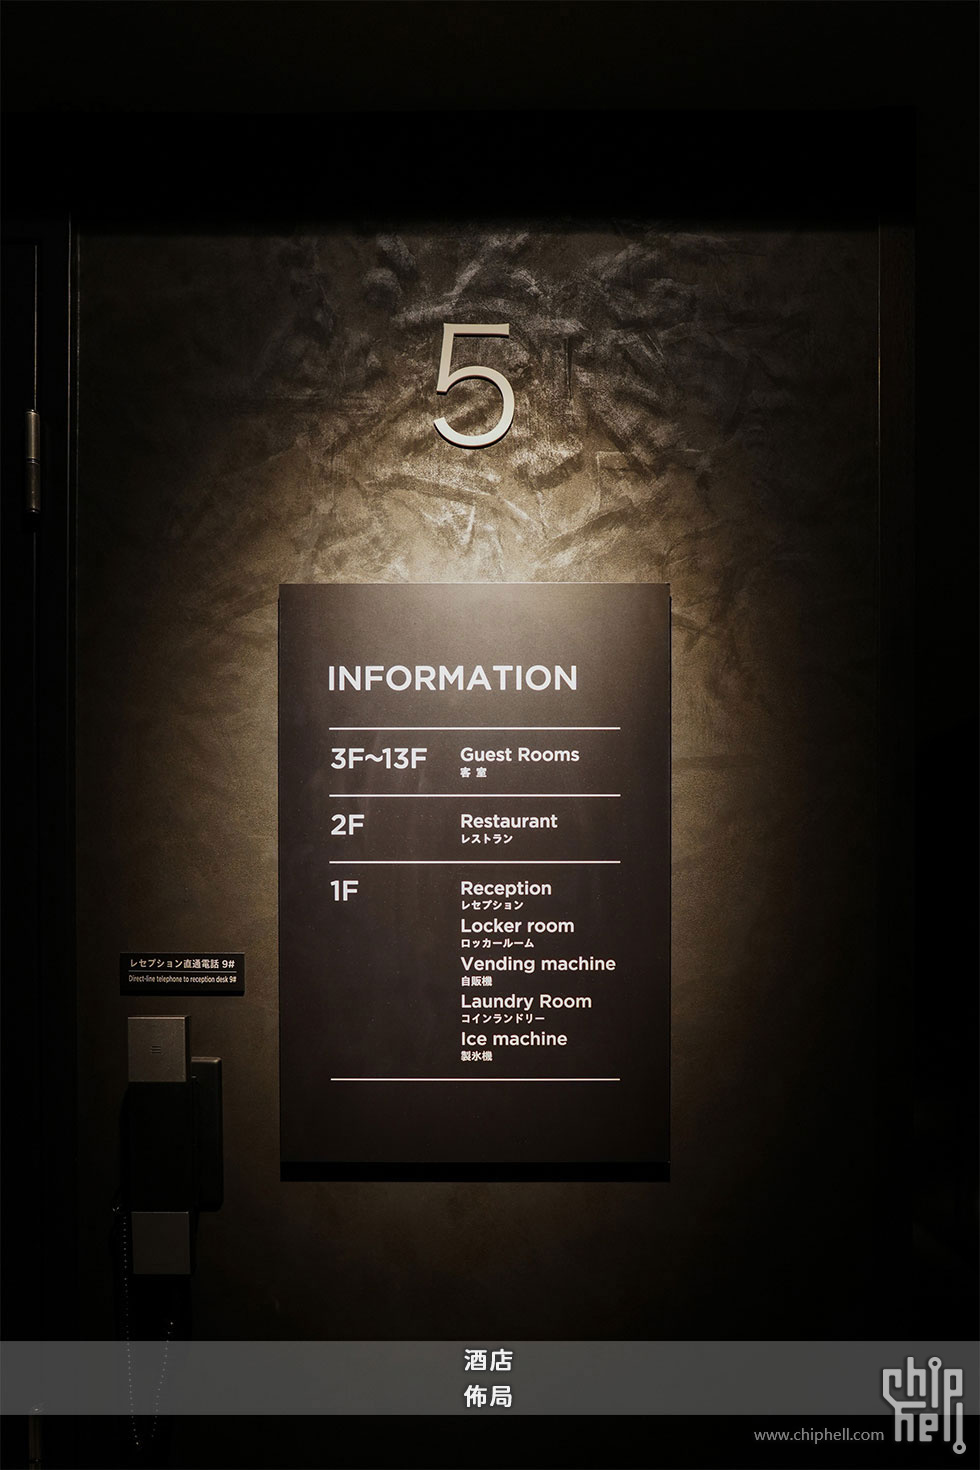 5
INFORMATION
3F~13F Guest Rooms
客室
2F Restaurant
レストラン
1F Reception
レセプション
Locker room
ロッカールーム
Vending machine
自販機
Laundry Room
コインランドリー
Ice machine
製氷機
レセプション直通電話 9#
Direct-line telephone to reception desk 9#
酒店
佈局
chip
hell
www.chiphell.com